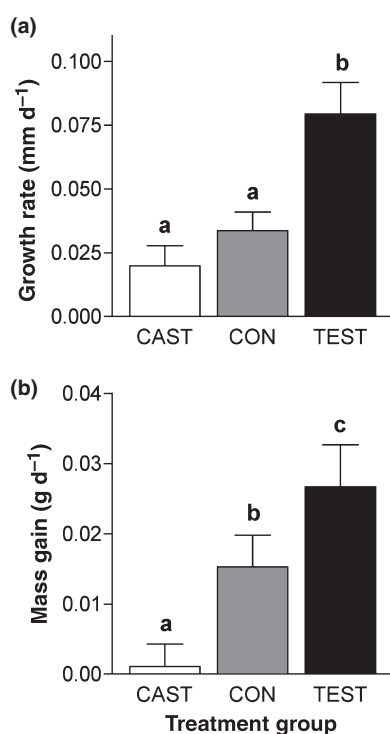 (a)
Growth rate (mm d⁻¹)
0.100
0.075
0.050
0.025
0.000
a
a
b
CAST CON TEST
(b)
Mass gain (g d⁻¹)
0.04
0.03
0.02
0.01
0.00
a
b
c
CAST CON TEST
Treatment group